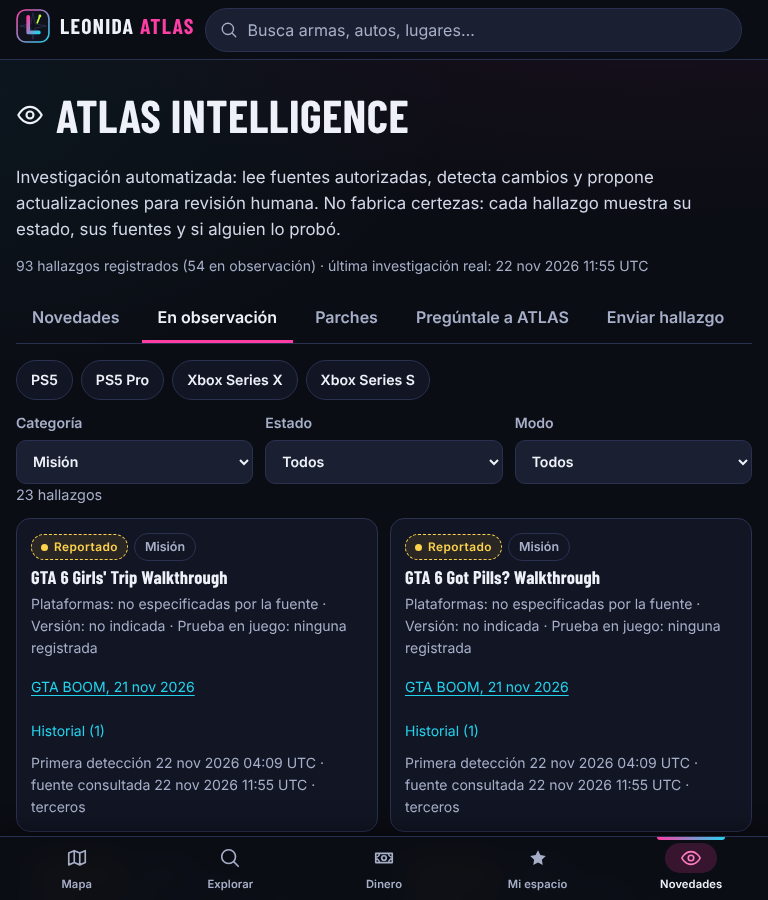 LEONIDA ATLAS
Busca armas, autos, lugares...
ATLAS INTELLIGENCE
Investigación automatizada: lee fuentes autorizadas, detecta cambios y propone
actualizaciones para revisión humana. No fabrica certezas: cada hallazgo muestra su
estado, sus fuentes y si alguien lo probó.
93 hallazgos registrados (54 en observación) · última investigación real: 22 nov 2026 11:55 UTC
Novedades En observación Parches Pregúntale a ATLAS Enviar hallazgo
PS5 PS5 Pro Xbox Series X Xbox Series S
Categoría Estado Modo
Misión Todos Todos
23 hallazgos
Reportado Misión
GTA 6 Girls' Trip Walkthrough
Plataformas: no especificadas por la fuente ·
Versión: no indicada · Prueba en juego: ninguna
registrada
GTA BOOM, 21 nov 2026
Historial (1)
Primera detección 22 nov 2026 04:09 UTC ·
fuente consultada 22 nov 2026 11:55 UTC ·
terceros
Reportado Misión
GTA 6 Got Pills? Walkthrough
Plataformas: no especificadas por la fuente ·
Versión: no indicada · Prueba en juego: ninguna
registrada
GTA BOOM, 21 nov 2026
Historial (1)
Primera detección 22 nov 2026 04:09 UTC ·
fuente consultada 22 nov 2026 11:55 UTC ·
terceros
Mapa Explorar Dinero Mi espacio Novedades